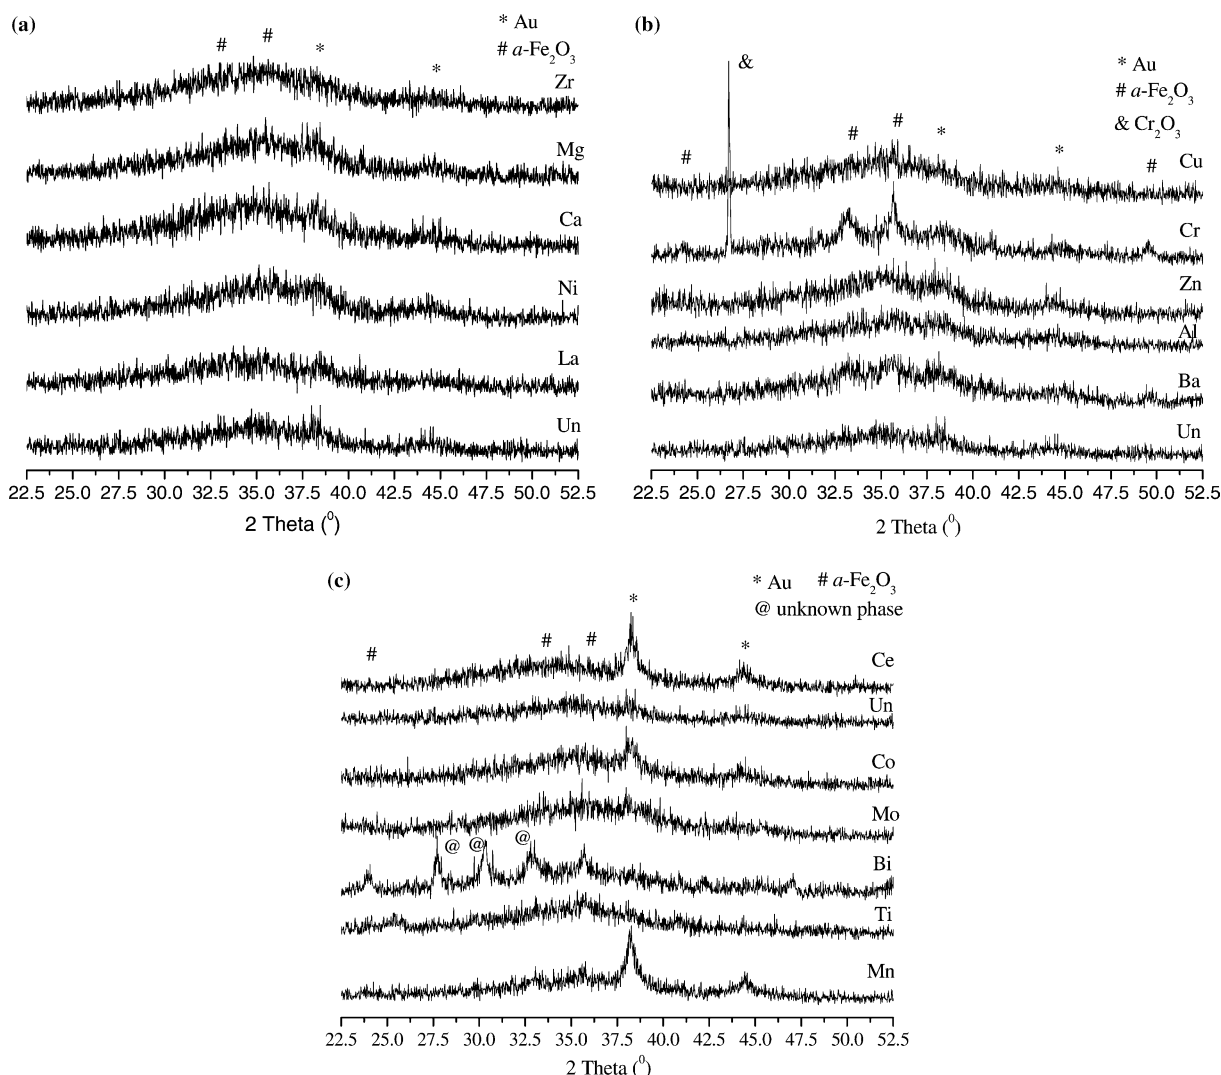 (a)
* Au
# a-Fe₂O₃
# # * *
Zr
Mg
Ca
Ni
La
Un
22.5 25.0 27.5 30.0 32.5 35.0 37.5 40.0 42.5 45.0 47.5 50.0 52.5
2 Theta (⁰)
(b)
* Au
# a-Fe₂O₃
& Cr₂O₃
&
# # # * * #
Cu
Cr
Zn
Al
Ba
Un
22.5 25.0 27.5 30.0 32.5 35.0 37.5 40.0 42.5 45.0 47.5 50.0 52.5
2 Theta (⁰)
(c)
* Au # a-Fe₂O₃
@ unknown phase
# # # * *
Ce
Un
Co
Mo
@ @ @
Bi
Ti
Mn
22.5 25.0 27.5 30.0 32.5 35.0 37.5 40.0 42.5 45.0 47.5 50.0 52.5
2 Theta (⁰)